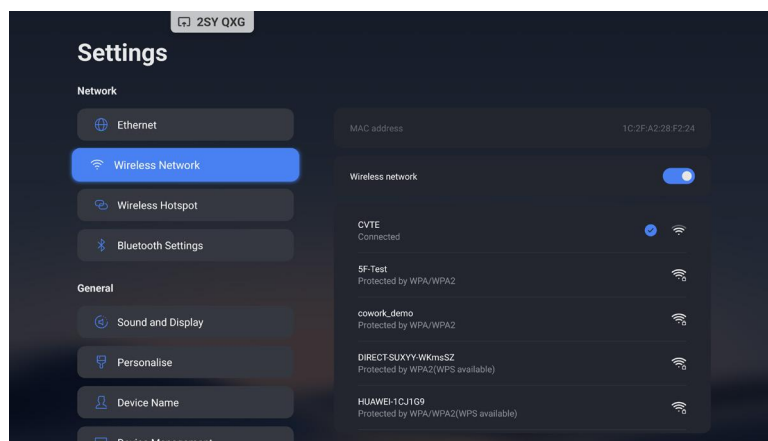 2SY QXG
Settings
Network
Ethernet
Wireless Network
Wireless Hotspot
Bluetooth Settings
General
Sound and Display
Personalise
Device Name
Device Management
MAC address 1C:2F:A2:28:F2:24
Wireless network
CVTE
Connected
5F-Test
Protected by WPA/WPA2
cowork_demo
Protected by WPA/WPA2
DIRECT-SUXYY-WKmsSZ
Protected by WPA2(WPS available)
HUAWEI-1CJ1G9
Protected by WPA/WPA2(WPS available)